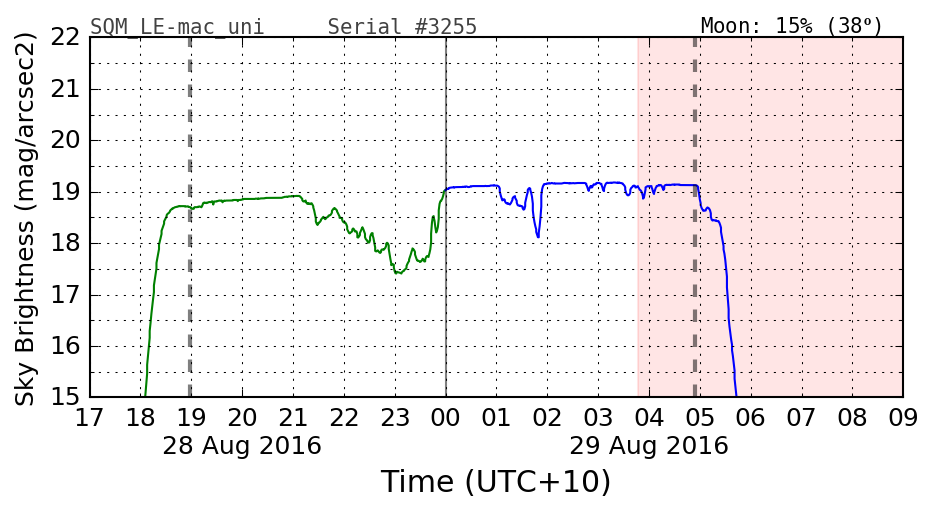 SQM_LE-mac_uni Serial #3255 Moon: 15% (38°)
22
21
20
19
18
17
16
15
Sky Brightness (mag/arcsec2)
17 18 19 20 21 22 23 00 01 02 03 04 05 06 07 08 09
28 Aug 2016 29 Aug 2016
Time (UTC+10)